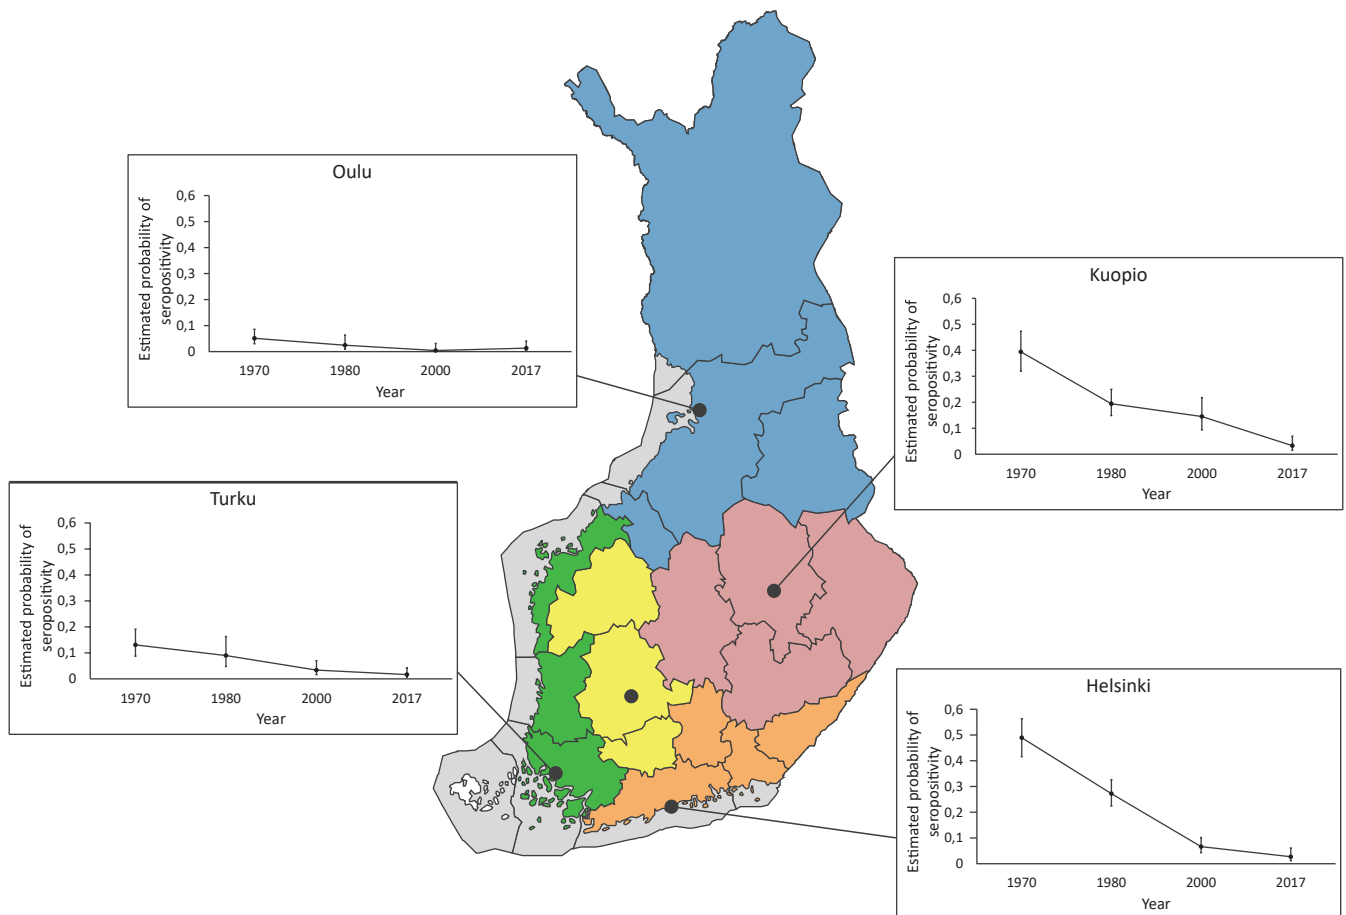 Oulu
Estimated probability of
seropositivity
0,6
0,5
0,4
0,3
0,2
0,1
0
1970 1980 2000 2017
Year
Kuopio
Estimated probability of
seropositivity
0,6
0,5
0,4
0,3
0,2
0,1
0
1970 1980 2000 2017
Year
Turku
Estimated probability of
seropositivity
0,6
0,5
0,4
0,3
0,2
0,1
0
1970 1980 2000 2017
Year
Helsinki
Estimated probability of
seropositivity
0,6
0,5
0,4
0,3
0,2
0,1
0
1970 1980 2000 2017
Year